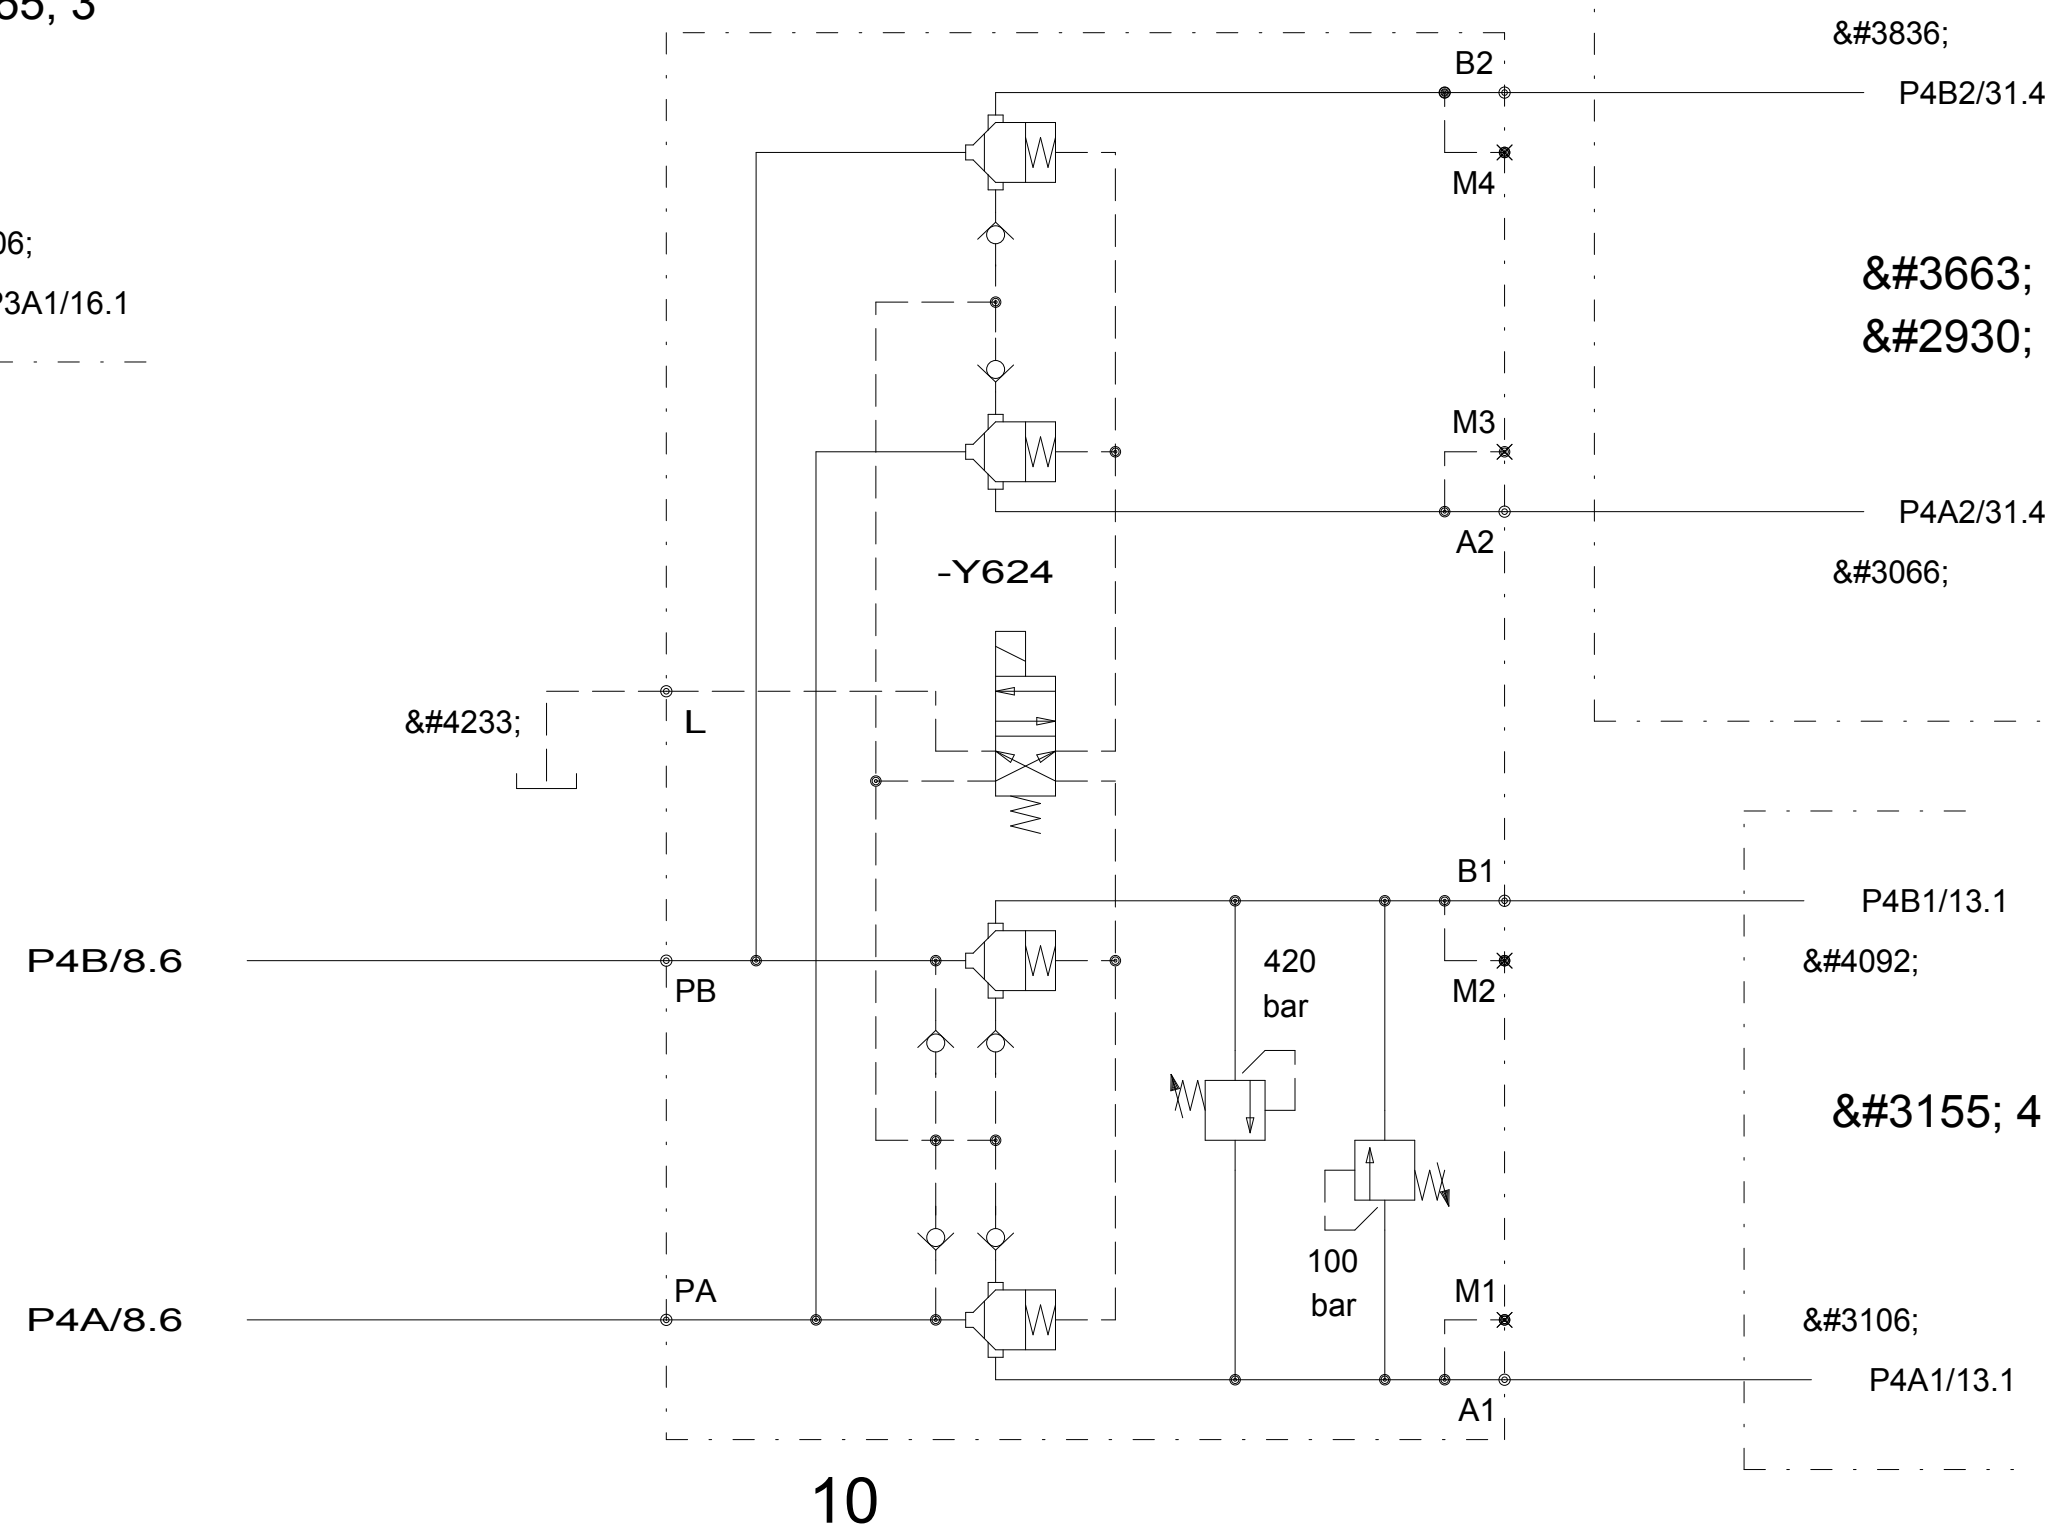 &#3836;
B2
P4B2/31.4
M4
06;
&#3663;
P3A1/16.1
&#2930;
M3
P4A2/31.4
A2
-Y624
&#3066;
&#4233;
L
B1
P4B1/13.1
P4B/8.6
420
bar
&#4092;
PB
M2
&#3155; 4
100
bar
PA
M1
P4A/8.6
&#3106;
P4A1/13.1
A1
10